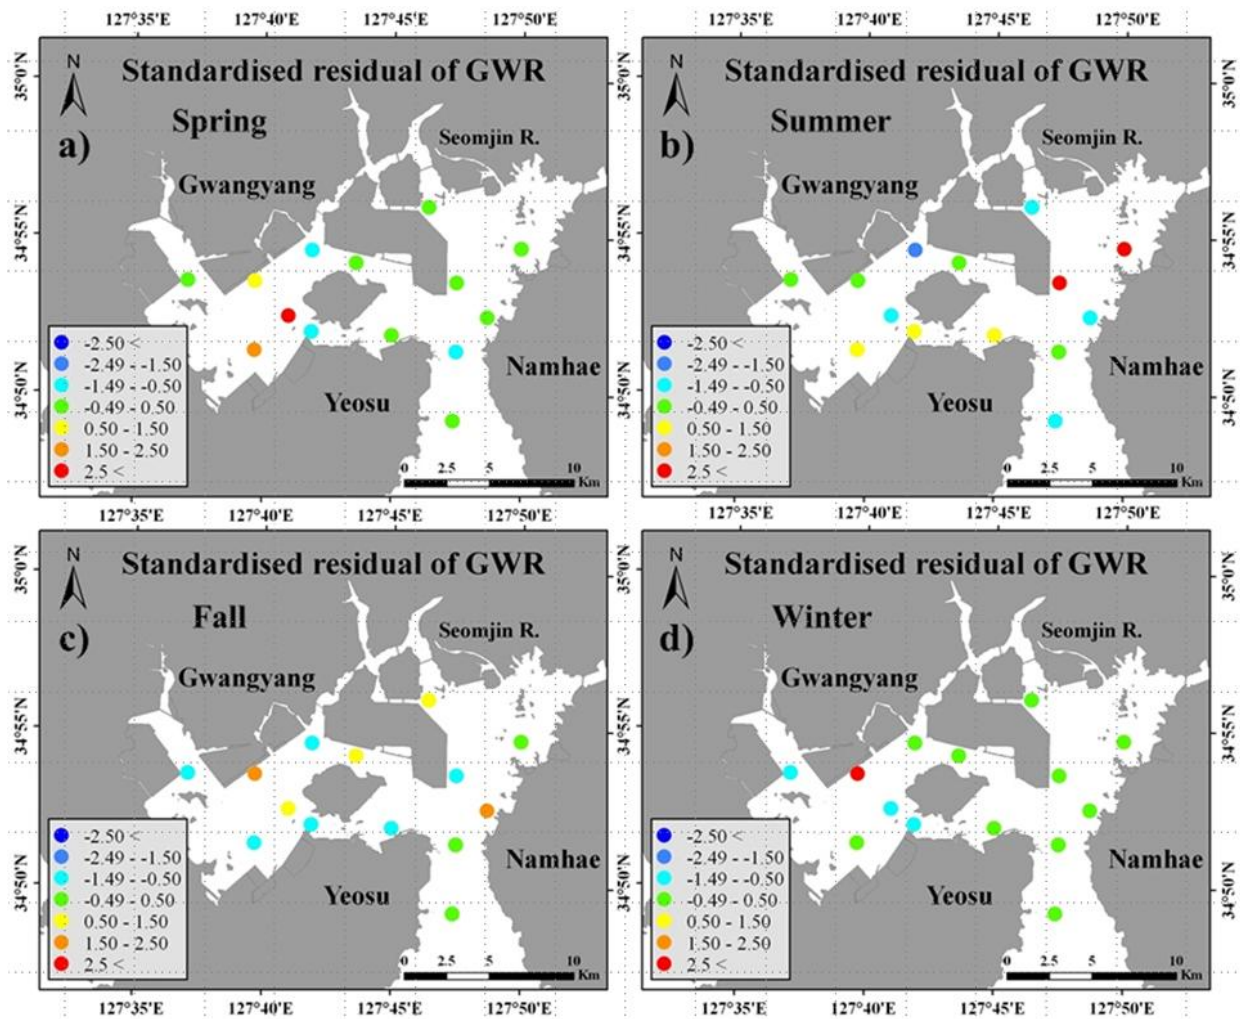 127°35'E 127°40'E 127°45'E 127°50'E 127°35'E 127°40'E 127°45'E 127°50'E
35°0'N
34°55'N
34°50'N
N
Standardised residual of GWR
Spring
a)
Seomjin R.
Gwangyang
Namhae
Yeosu
-2.50 <
-2.49 - -1.50
-1.49 - -0.50
-0.49 - 0.50
0.50 - 1.50
1.50 - 2.50
2.5 <
0 2.5 5 10
Km
N
Standardised residual of GWR
Summer
b)
Seomjin R.
Gwangyang
Namhae
Yeosu
-2.50 <
-2.49 - -1.50
-1.49 - -0.50
-0.49 - 0.50
0.50 - 1.50
1.50 - 2.50
2.5 <
0 2.5 5 10
Km
35°0'N
34°55'N
34°50'N
127°35'E 127°40'E 127°45'E 127°50'E 127°35'E 127°40'E 127°45'E 127°50'E
35°0'N
34°55'N
34°50'N
N
Standardised residual of GWR
Fall
c)
Seomjin R.
Gwangyang
Namhae
Yeosu
-2.50 <
-2.49 - -1.50
-1.49 - -0.50
-0.49 - 0.50
0.50 - 1.50
1.50 - 2.50
2.5 <
0 2.5 5 10
Km
N
Standardised residual of GWR
Winter
d)
Seomjin R.
Gwangyang
Namhae
Yeosu
-2.50 <
-2.49 - -1.50
-1.49 - -0.50
-0.49 - 0.50
0.50 - 1.50
1.50 - 2.50
2.5 <
0 2.5 5 10
Km
35°0'N
34°55'N
34°50'N
127°35'E 127°40'E 127°45'E 127°50'E 127°35'E 127°40'E 127°45'E 127°50'E